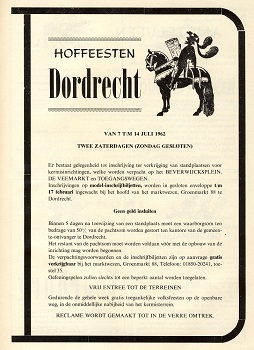 HOFFEESTEN
Dordrecht
VAN 7 T/M 14 JULI 1962
TWEE ZATERDAGEN (ZONDAG GESLOTEN)
Er bestaat gelegenheid tot inschrijving ter verkrijging van standplaatsen voor
kermisinrichtingen, welke worden verpacht op het BEVERWIJCKSPLEIN,
DE VEEMARKT en TOEGANGSWEGEN.
Inschrijvingen op model-inschrijfbiljetten, worden in gesloten enveloppe t m
17 februari ingewacht bij het hoofd van het marktwezen, Groenmarkt 88 te
Dordrecht.
Geen geld insluiten
Binnen 5 dagen na toewijzing van een standplaats moet een waarborgsom ten
bedrage van 50% van de pachtsom worden gestort ten kantore van de gemeen-
te-ontvanger te Dordrecht.
Het restant van de pachtsom moet worden voldaan vóór met de opbouw van de
inrichting mag worden begonnen.
De verpachtingsvoorwaarden en de inschrijfbiljetten zijn op aanvrage gratis
verkrijgbaar bij het marktwezen, Groenmarkt 88, Telefoon: 01850-20241, toe-
stel 35.
Oefeningspelen zullen slechts tot een beperkt aantal worden toegelaten.
VRIJ ENTREE TOT DE TERREINEN
Gedurende de gehele week gratis toegankelijke volksfeesten op de openbare
weg, in de onmiddellijke nabijheid van het kermisterrein.
RECLAME WORDT GEMAAKT TOT IN DE VERRE OMTREK.